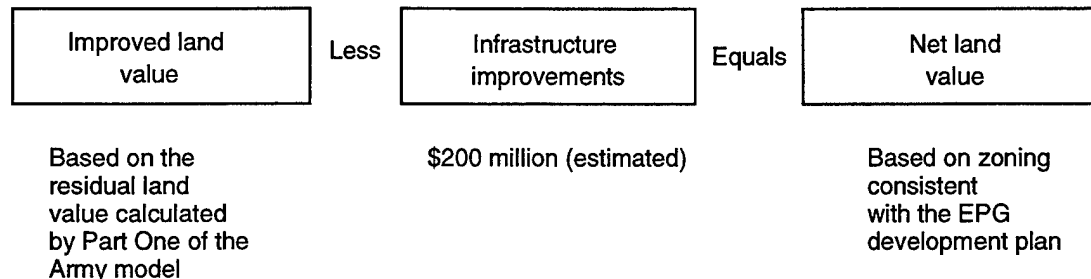 Improved land
value
Less
Infrastructure
improvements
Equals
Net land
value
Based on the
residual land
value calculated
by Part One of the
Army model
$200 million (estimated)
Based on zoning
consistent
with the EPG
development plan